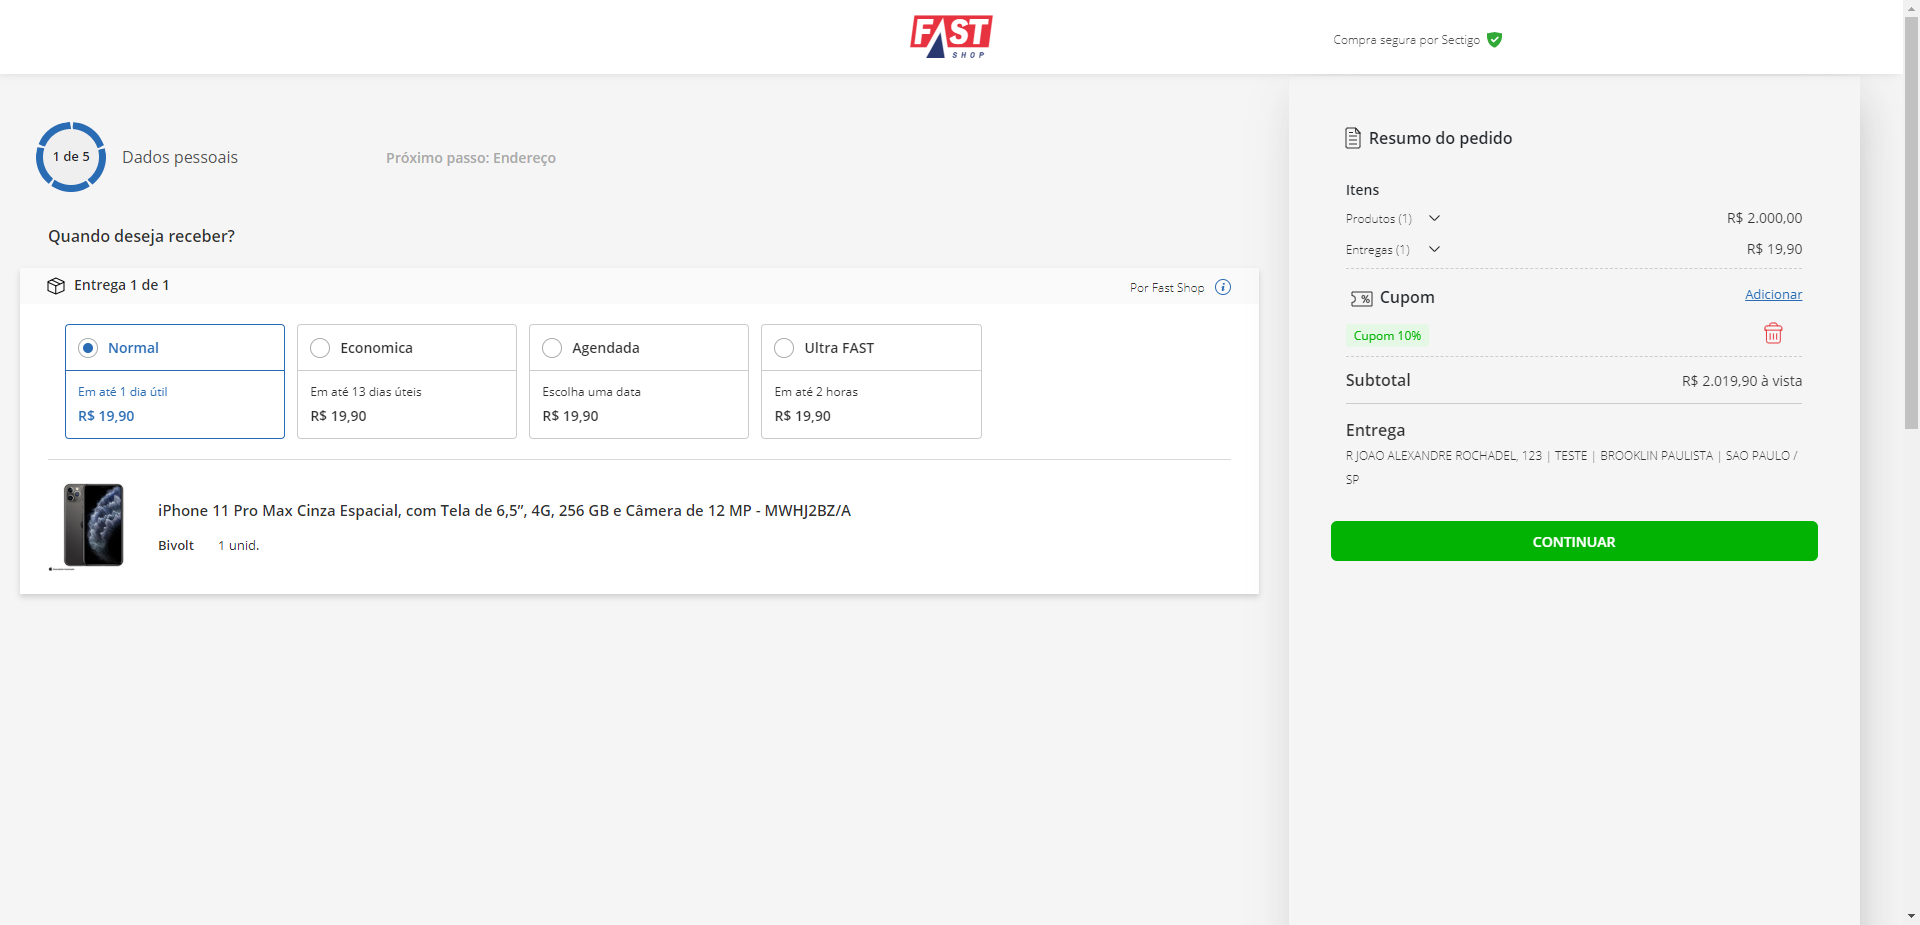 FAST
SHOP
Compra segura por Sectigo
1 de 5
Dados pessoais
Próximo passo: Endereço
Quando deseja receber?
Entrega 1 de 1
Por Fast Shop
Normal
Em até 1 dia útil
R$ 19,90
Economica
Em até 13 dias úteis
R$ 19,90
Agendada
Escolha uma data
R$ 19,90
Ultra FAST
Em até 2 horas
R$ 19,90
iPhone 11 Pro Max Cinza Espacial, com Tela de 6,5”, 4G, 256 GB e Câmera de 12 MP - MWHJ2BZ/A
Bivolt 1 unid.
Resumo do pedido
Itens
Produtos (1) R$ 2.000,00
Entregas (1) R$ 19,90
% Cupom Adicionar
Cupom 10%
Subtotal R$ 2.019,90 à vista
Entrega
R JOAO ALEXANDRE ROCHADEL, 123 | TESTE | BROOKLIN PAULISTA | SAO PAULO /
SP
CONTINUAR